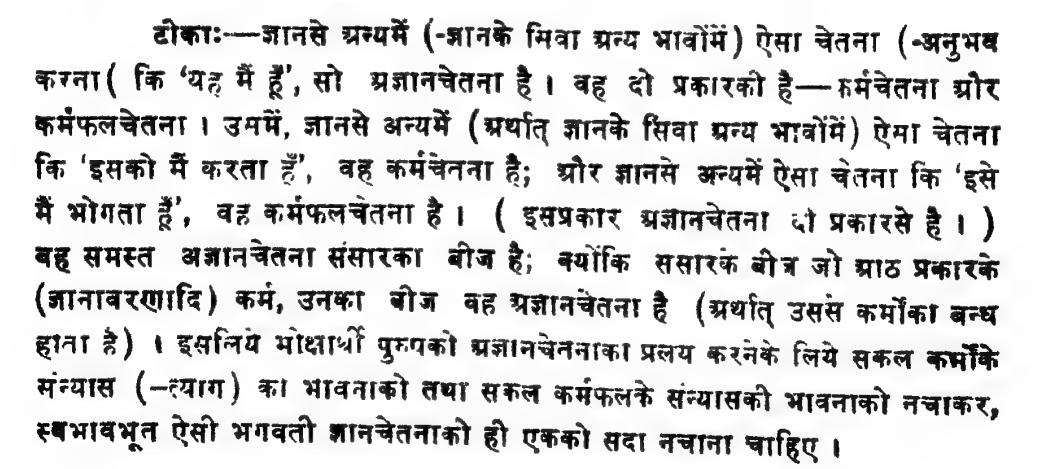 टीकाः—ज्ञानसे अन्यमें (-ज्ञानके सिवा अन्य भावोंमें) ऐसा चेतना (-अनुभव
करना( कि 'यह मैं हूँ', सो अज्ञानचेतना है । वह दो प्रकारकी है—कर्मचेतना और
कर्मफलचेतना । उसमें, ज्ञानसे अन्यमें (अर्थात् ज्ञानके सिवा अन्य भावोंमें) ऐसा चेतना
कि 'इसको मैं करता हूँ', वह कर्मचेतना है; और ज्ञानसे अन्यमें ऐसा चेतना कि 'इसे
मैं भोगता हूँ', वह कर्मफलचेतना है । ( इसप्रकार अज्ञानचेतना दो प्रकारसे है । )
वह समस्त अज्ञानचेतना संसारका बीज है; क्योंकि संसारके बीज जो आठ प्रकारके
(ज्ञानावरणादि) कर्म, उनका बीज वह अज्ञानचेतना है (अर्थात् उससे कर्मोंका बन्ध
होता है) । इसलिये मोक्षार्थी पुरुषको अज्ञानचेतनाका प्रलय करनेके लिये सकल कर्मोंके
संन्यास (-त्याग) की भावनाको तथा सकल कर्मफलके संन्यासकी भावनाको नचाकर,
स्वभावभूत ऐसी भगवती ज्ञानचेतनाको ही एकको सदा नचाना चाहिए ।